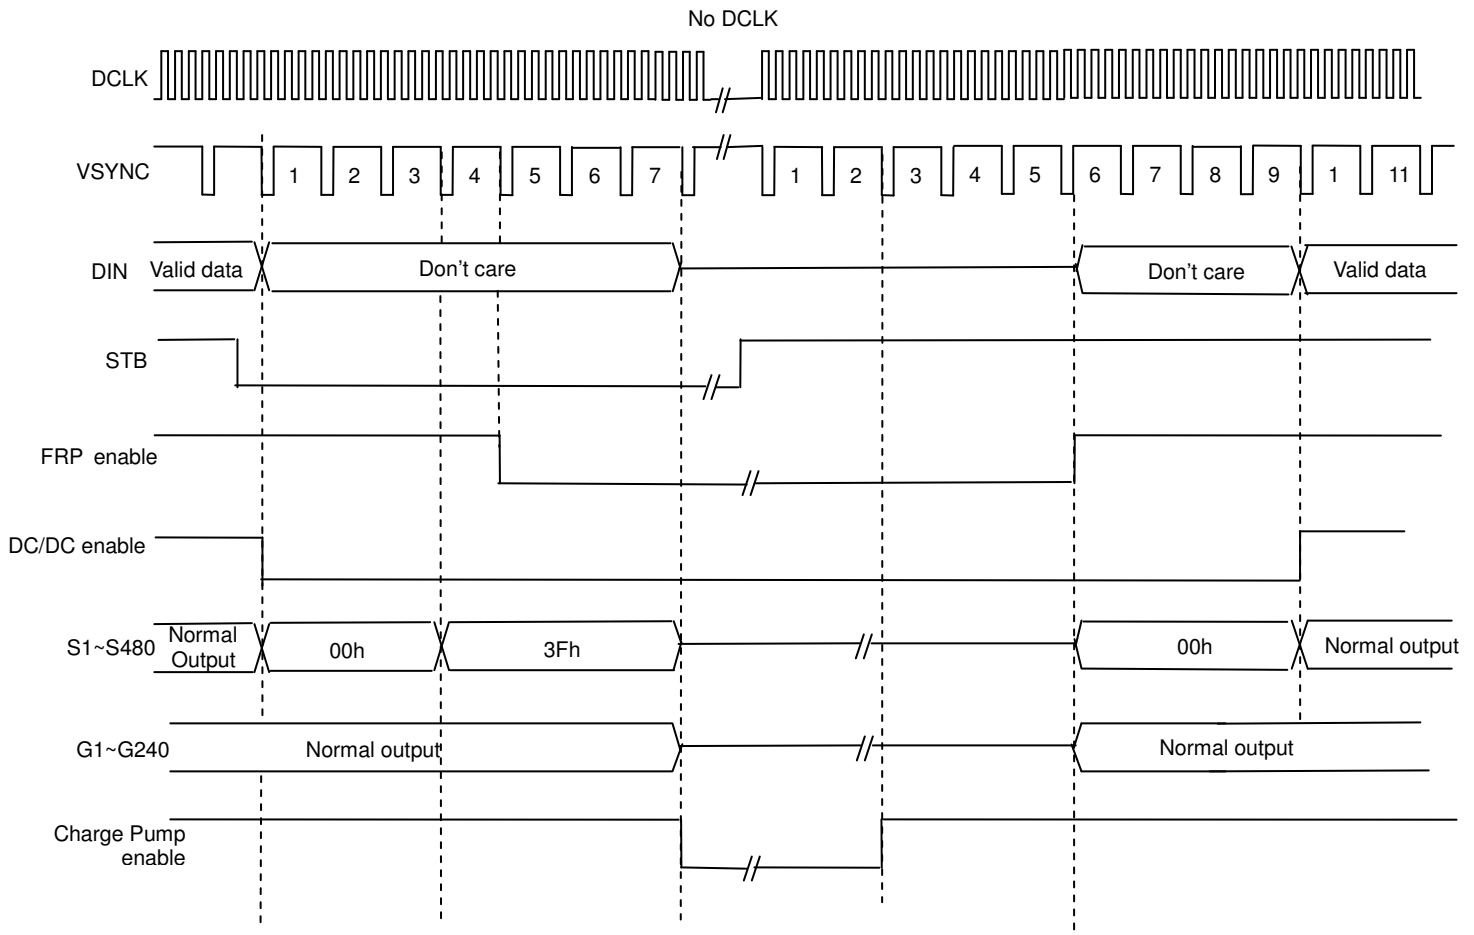 No DCLK
DCLK
VSYNC 1 2 3 4 5 6 7 1 2 3 4 5 6 7 8 9 1 11
DIN Valid data Don't care Don't care Valid data
STB
FRP enable
DC/DC enable
S1~S480 Normal Output 00h 3Fh 00h Normal output
G1~G240 Normal output Normal output
Charge Pump
enable